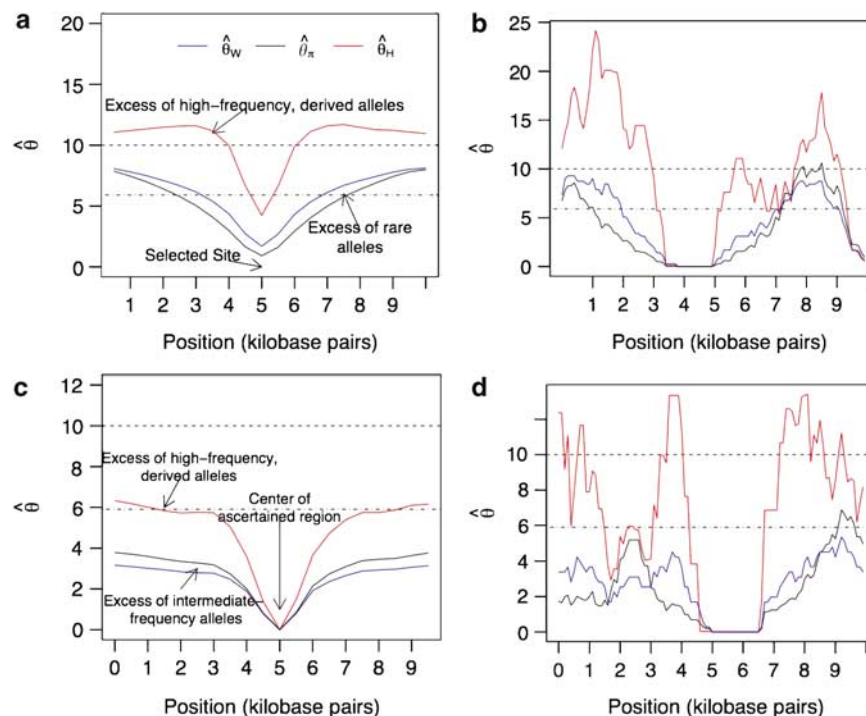 a
20
15
10
5
0
θ̂
θ̂W θ̂π θ̂H
Excess of high-frequency, derived alleles
Excess of rare
alleles
Selected Site
1 2 3 4 5 6 7 8 9
Position (kilobase pairs)
b
25
20
15
10
5
0
θ̂
1 2 3 4 5 6 7 8 9
Position (kilobase pairs)
c
12
10
8
6
4
2
0
θ̂
Excess of high-frequency,
derived alleles
Center of
ascertained region
Excess of intermediate-
frequency alleles
0 1 2 3 4 5 6 7 8 9
Position (kilobase pairs)
d
10
8
6
4
2
0
θ̂
0 1 2 3 4 5 6 7 8 9
Position (kilobase pairs)